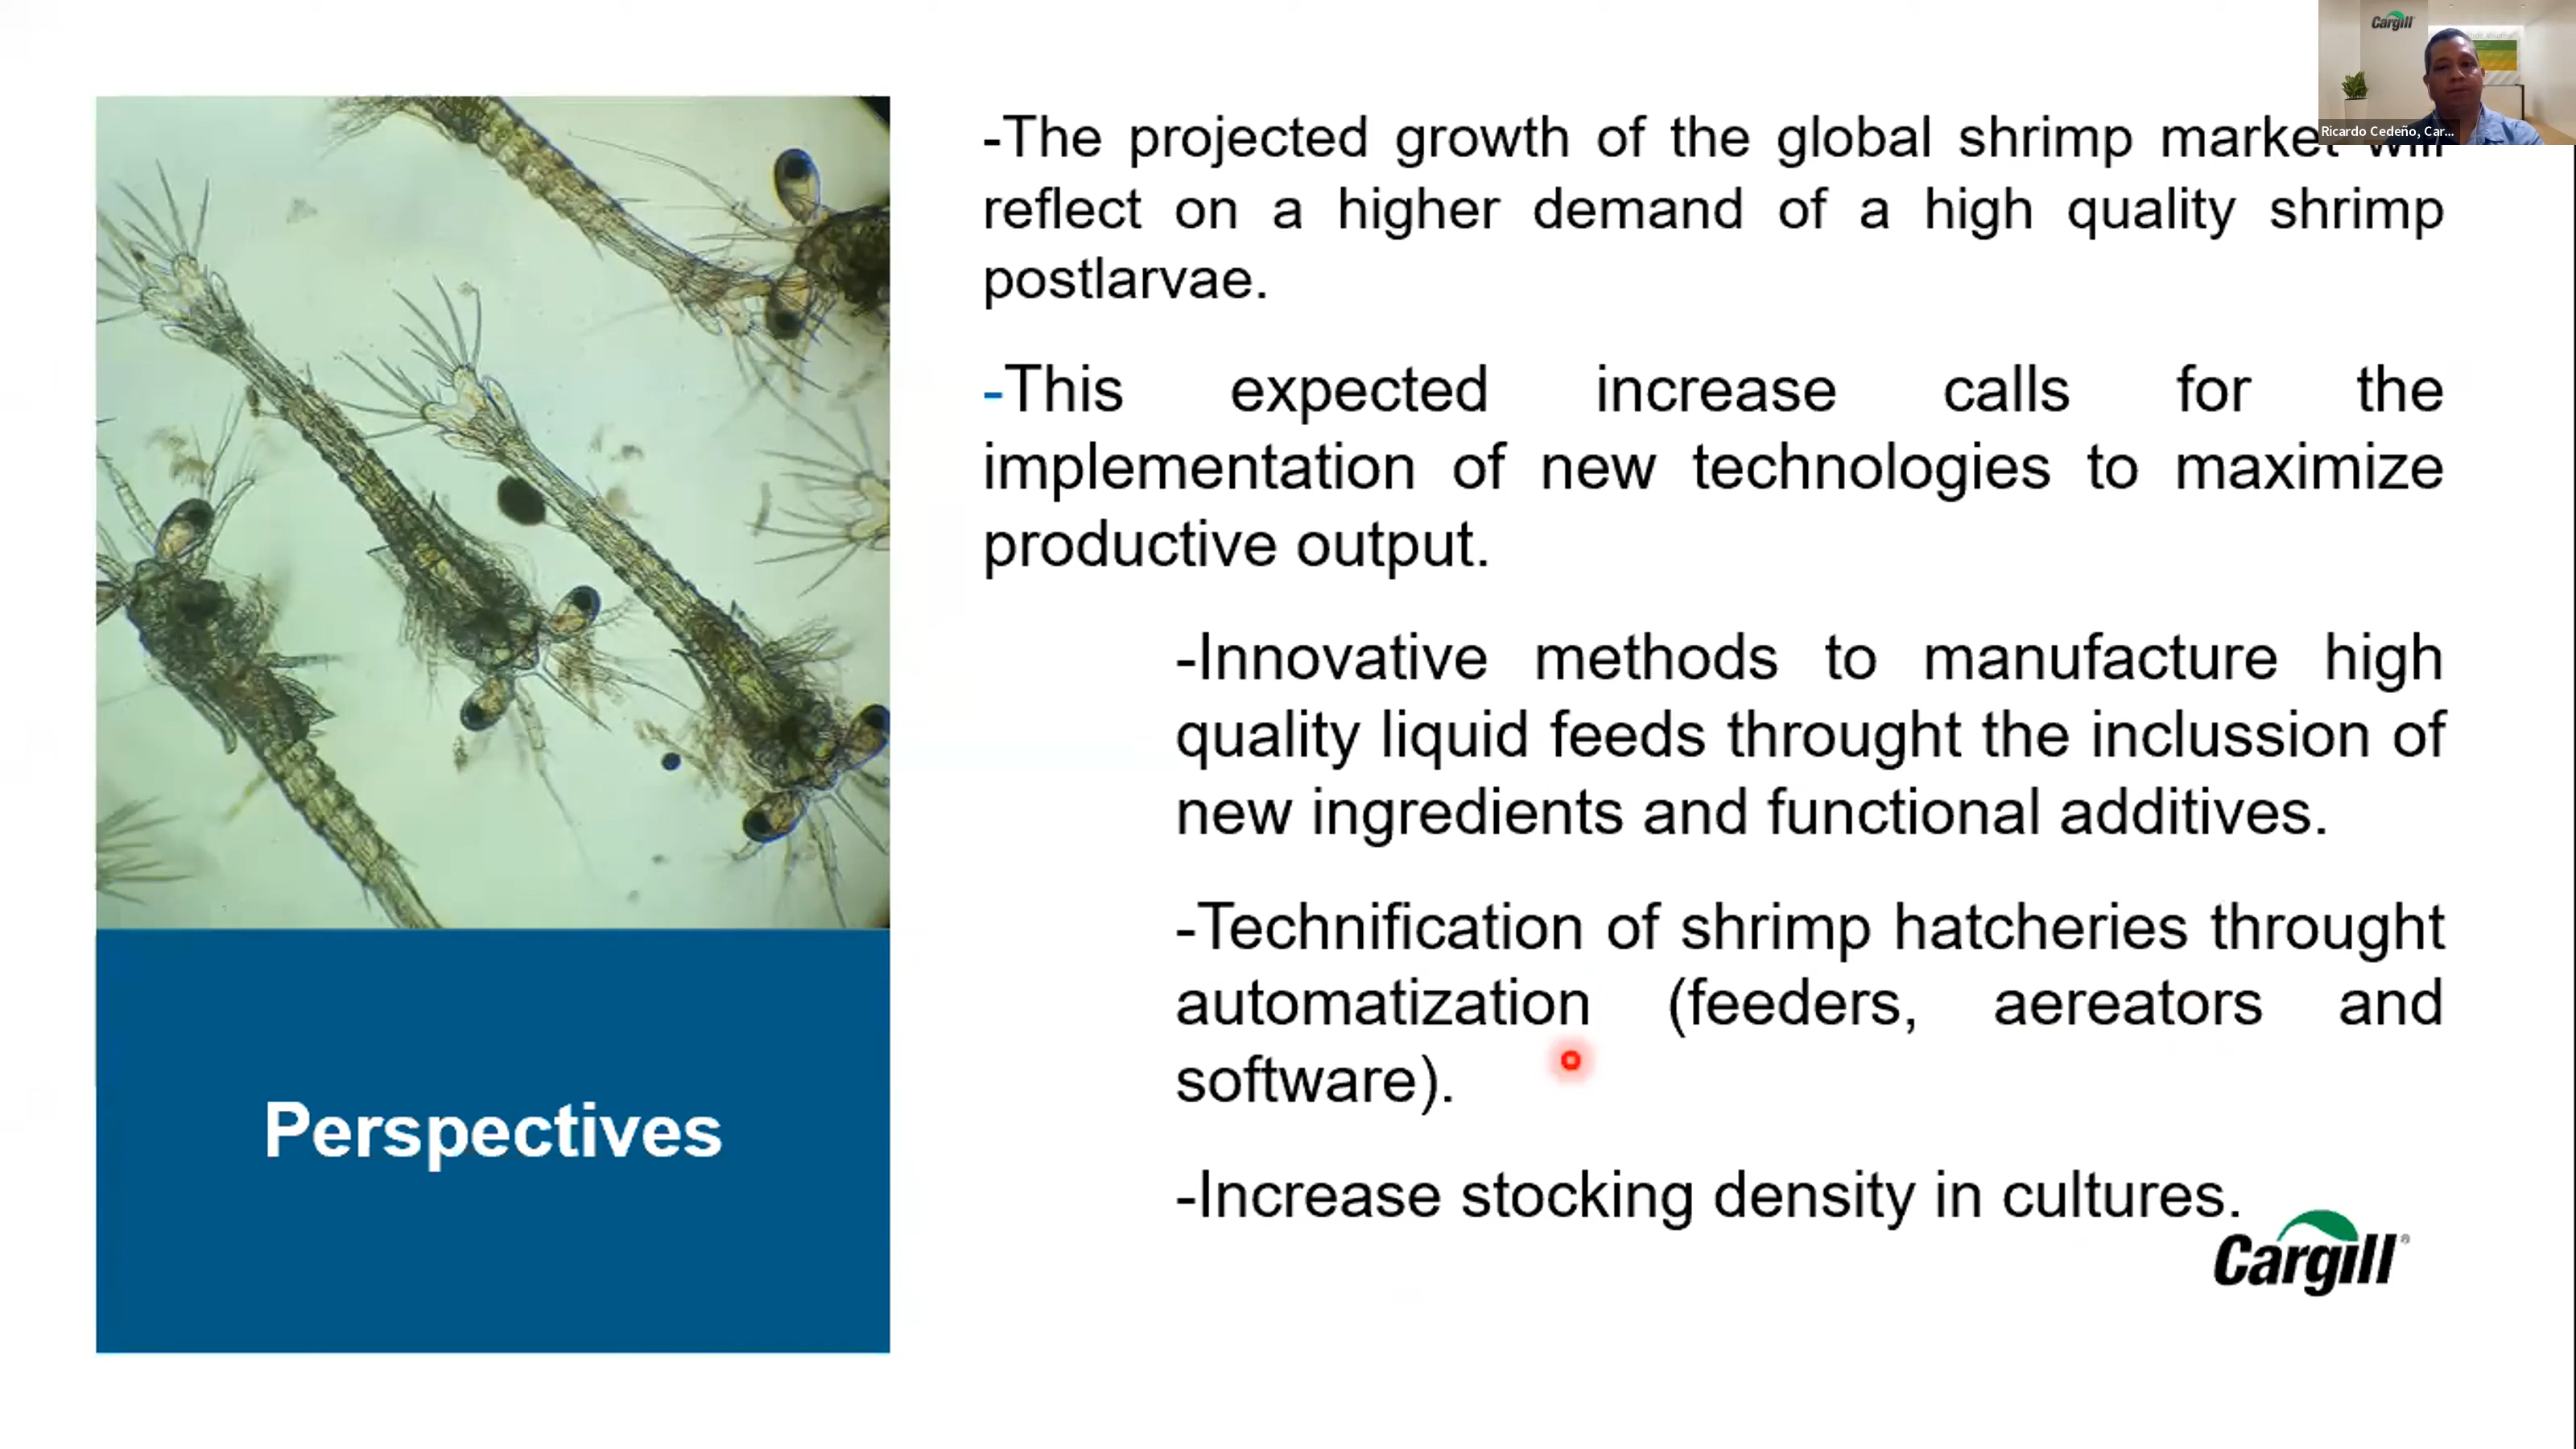 Cargill
Ricardo Cedeño, Car...
-The projected growth of the global shrimp market will
reflect on a higher demand of a high quality shrimp
postlarvae.
-This expected increase calls for the
implementation of new technologies to maximize
productive output.
-Innovative methods to manufacture high
quality liquid feeds throught the inclussion of
new ingredients and functional additives.
-Technification of shrimp hatcheries throught
automatization (feeders, aereators and
software).
-Increase stocking density in cultures.
Perspectives
Cargill®